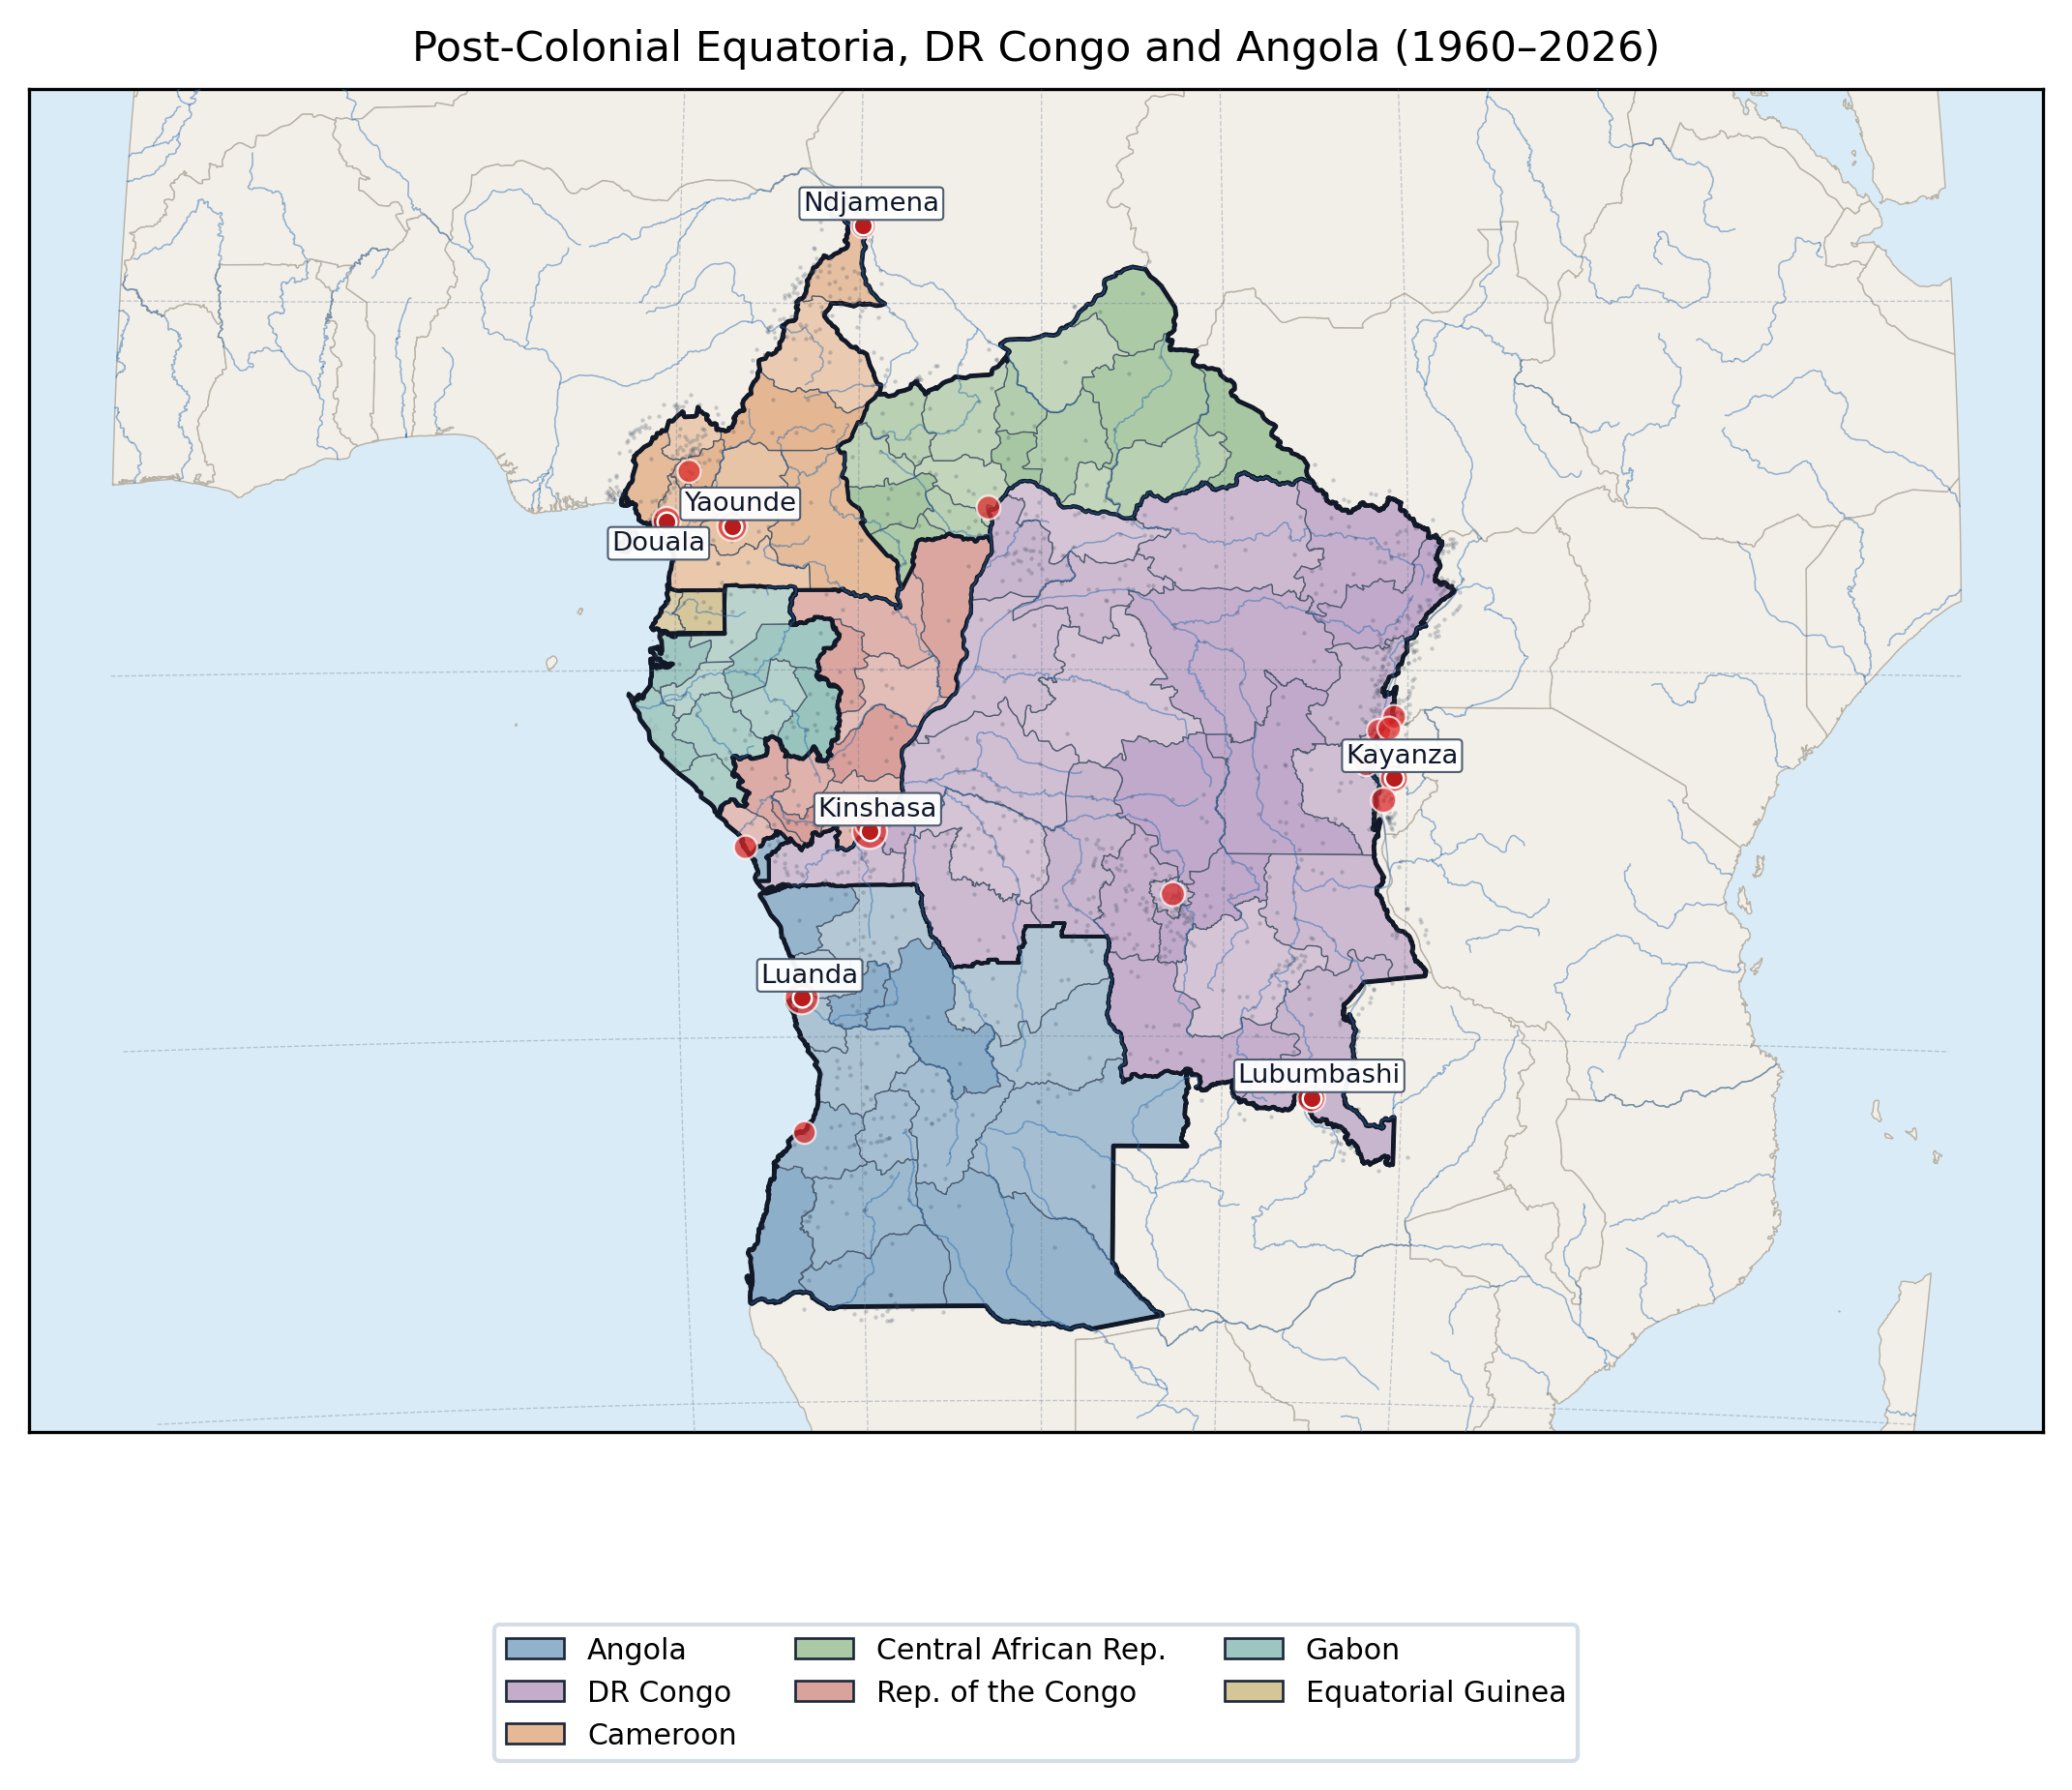 Post-Colonial Equatoria, DR Congo and Angola (1960–2026)
Ndjamena
Yaounde
Douala
Kayanza
Kinshasa
Luanda
Lubumbashi
Angola
DR Congo
Cameroon
Central African Rep.
Rep. of the Congo
Gabon
Equatorial Guinea